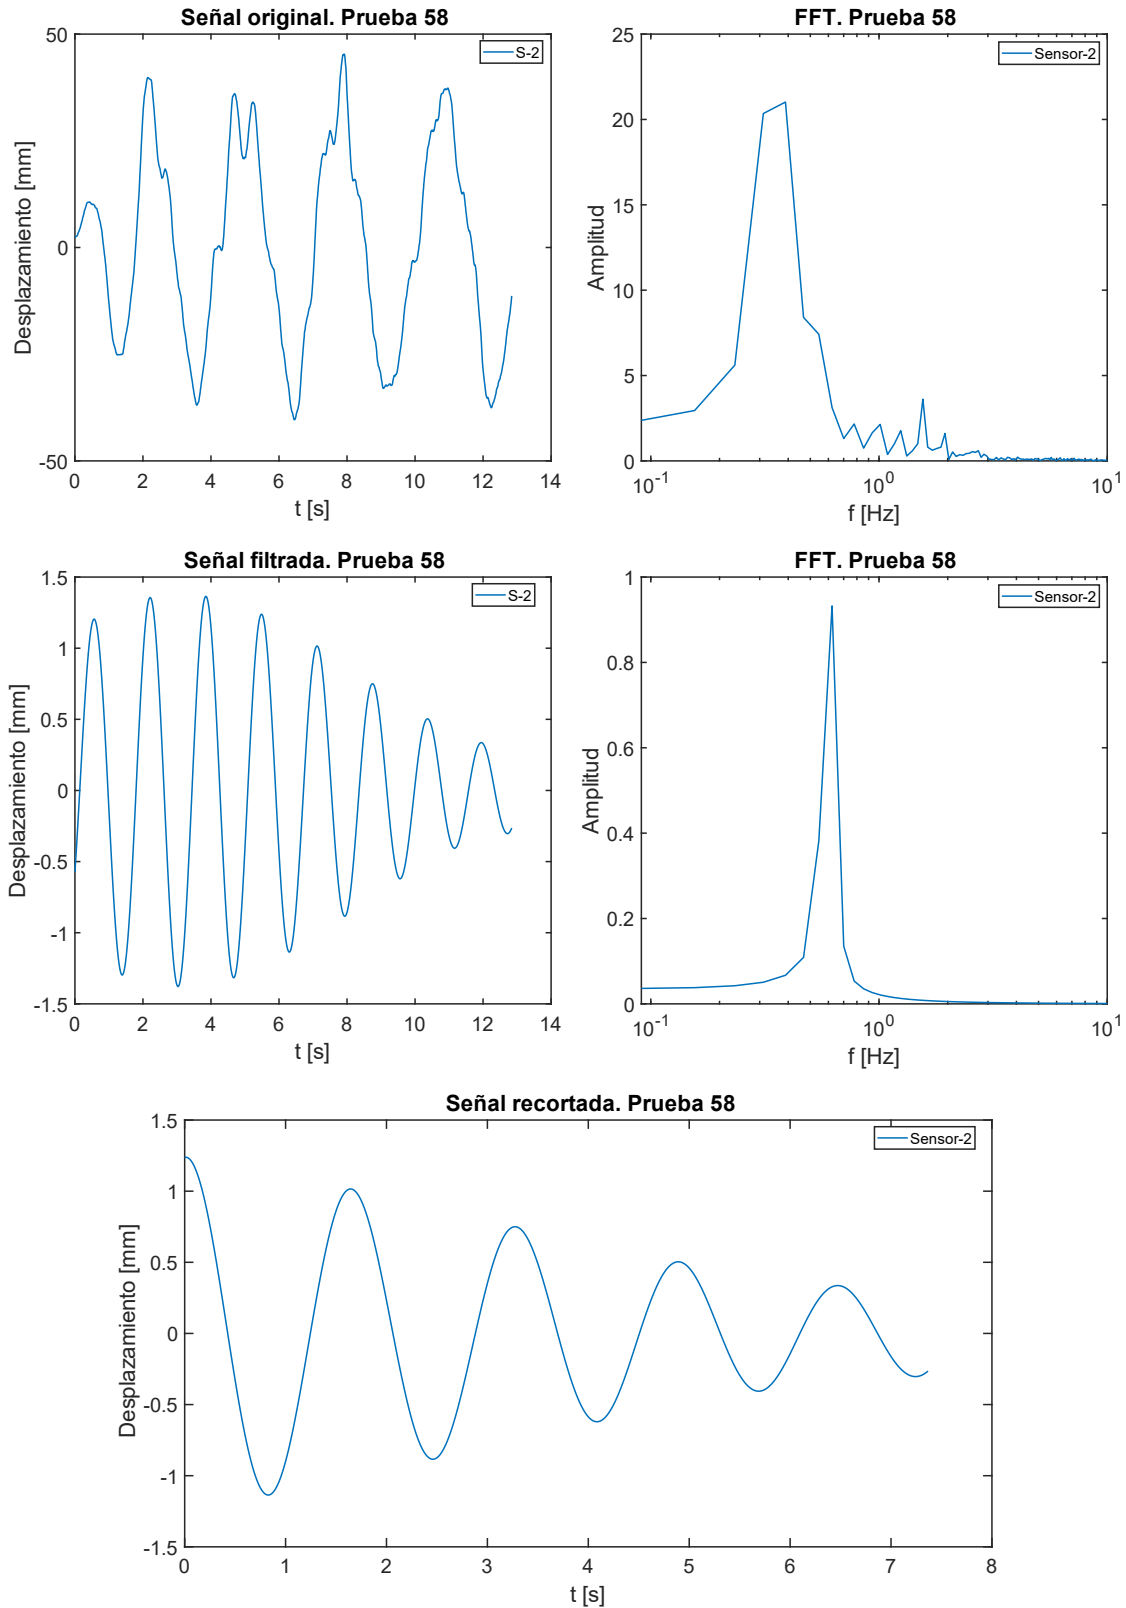 Señal original. Prueba 58
50
0
-50
Desplazamiento [mm]
0 2 4 6 8 10 12 14
t [s]
S-2
FFT. Prueba 58
25
20
15
10
5
0
Amplitud
10^-1 10^0 10^1
f [Hz]
Sensor-2
Señal filtrada. Prueba 58
1.5
1
0.5
0
-0.5
-1
-1.5
Desplazamiento [mm]
0 2 4 6 8 10 12 14
t [s]
S-2
FFT. Prueba 58
1
0.8
0.6
0.4
0.2
0
Amplitud
10^-1 10^0 10^1
f [Hz]
Sensor-2
Señal recortada. Prueba 58
1.5
1
0.5
0
-0.5
-1
-1.5
Desplazamiento [mm]
0 1 2 3 4 5 6 7 8
t [s]
Sensor-2